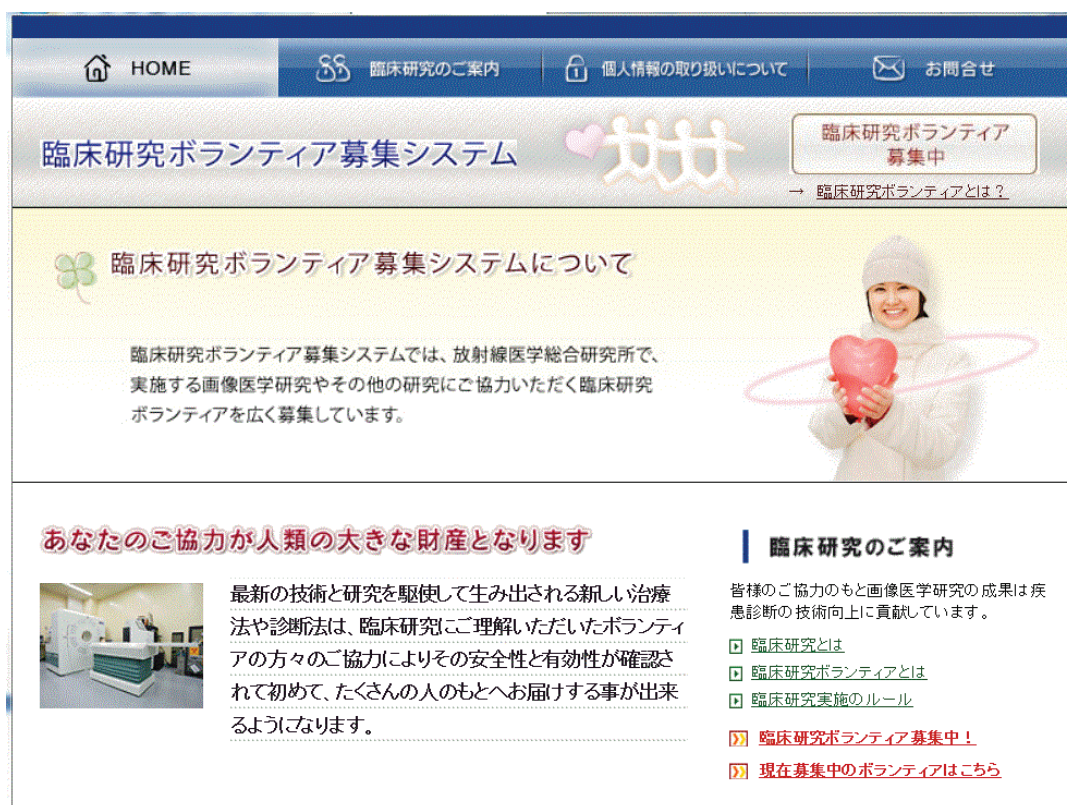 HOME
臨床研究のご案内
個人情報の取り扱いについて
お問合せ
臨床研究ボランティア募集システム
臨床研究ボランティア
募集中
→ 臨床研究ボランティアとは？
臨床研究ボランティア募集システムについて
臨床研究ボランティア募集システムでは、放射線医学総合研究所で、
実施する画像医学研究やその他の研究にご協力いただく臨床研究
ボランティアを広く募集しています。
あなたのご協力が人類の大きな財産となります
最新の技術と研究を駆使して生み出される新しい治療
法や診断法は、臨床研究にご理解いただいたボランティ
アの方々のご協力によりその安全性と有効性が確認さ
れて初めて、たくさんの人のもとへお届けする事が出来
るようになります。
臨床研究のご案内
皆様のご協力のもと画像医学研究の成果は疾
患診断の技術向上に貢献しています。
臨床研究とは
臨床研究ボランティアとは
臨床研究実施のルール
臨床研究ボランティア募集中！
現在募集中のボランティアはこちら